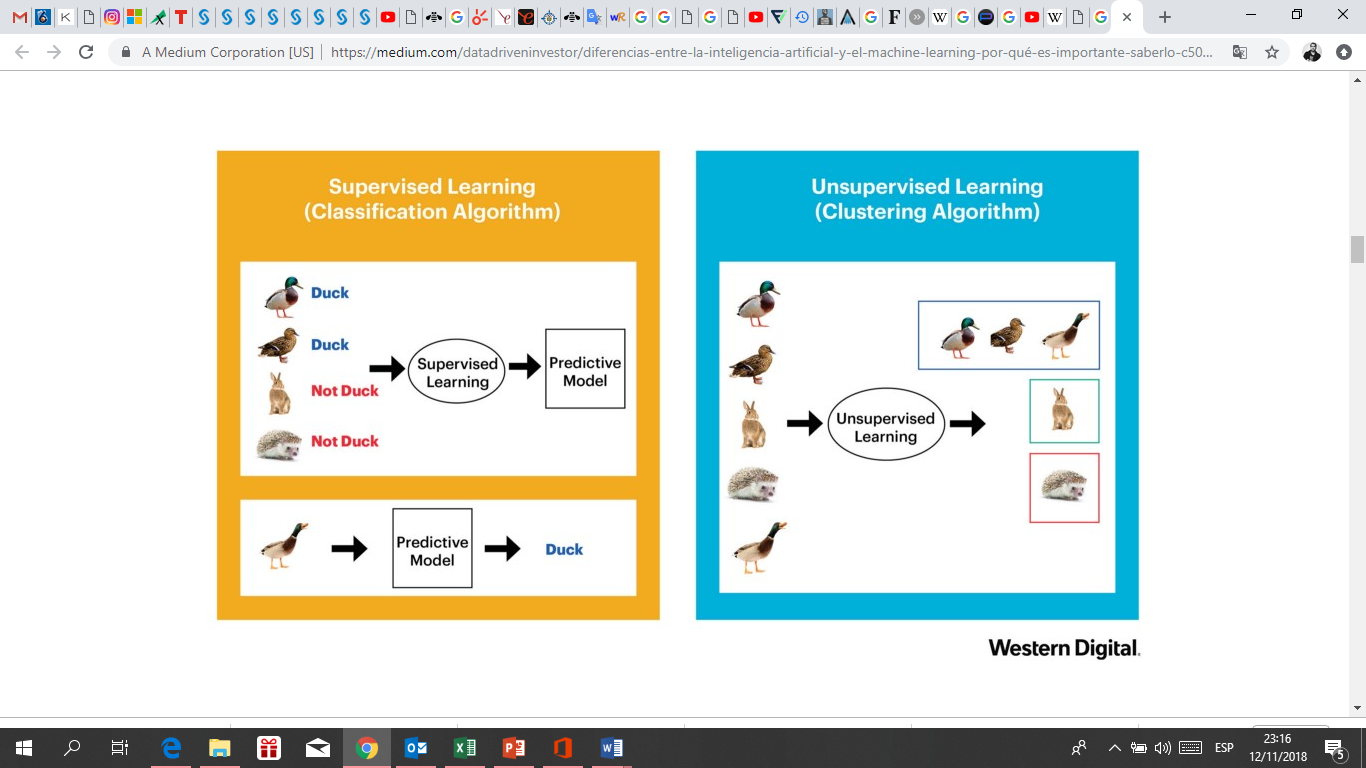 A Medium Corporation [US]
https://medium.com/datadriveninvestor/diferencias-entre-la-inteligencia-artificial-y-el-machine-learning-por-qué-es-importante-saberlo-c50...
Supervised Learning
(Classification Algorithm)
Duck
Duck
Not Duck
Not Duck
Supervised
Learning
Predictive
Model
Predictive
Model
Duck
Unsupervised Learning
(Clustering Algorithm)
Unsupervised
Learning
Western Digital.
ESP
23:16
12/11/2018
5